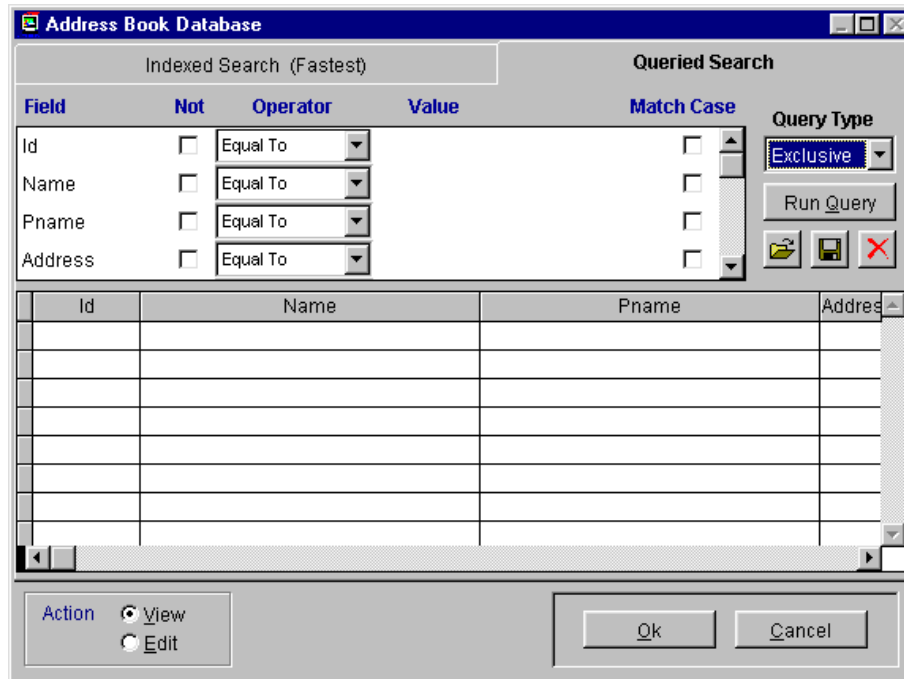 Address Book Database
Indexed Search (Fastest)
Queried Search
Field Not Operator Value Match Case
Query Type
Id Equal To
Exclusive
Name Equal To
Run Query
Pname Equal To
Address Equal To
Id Name Pname Addres
Action View
Edit
Ok Cancel